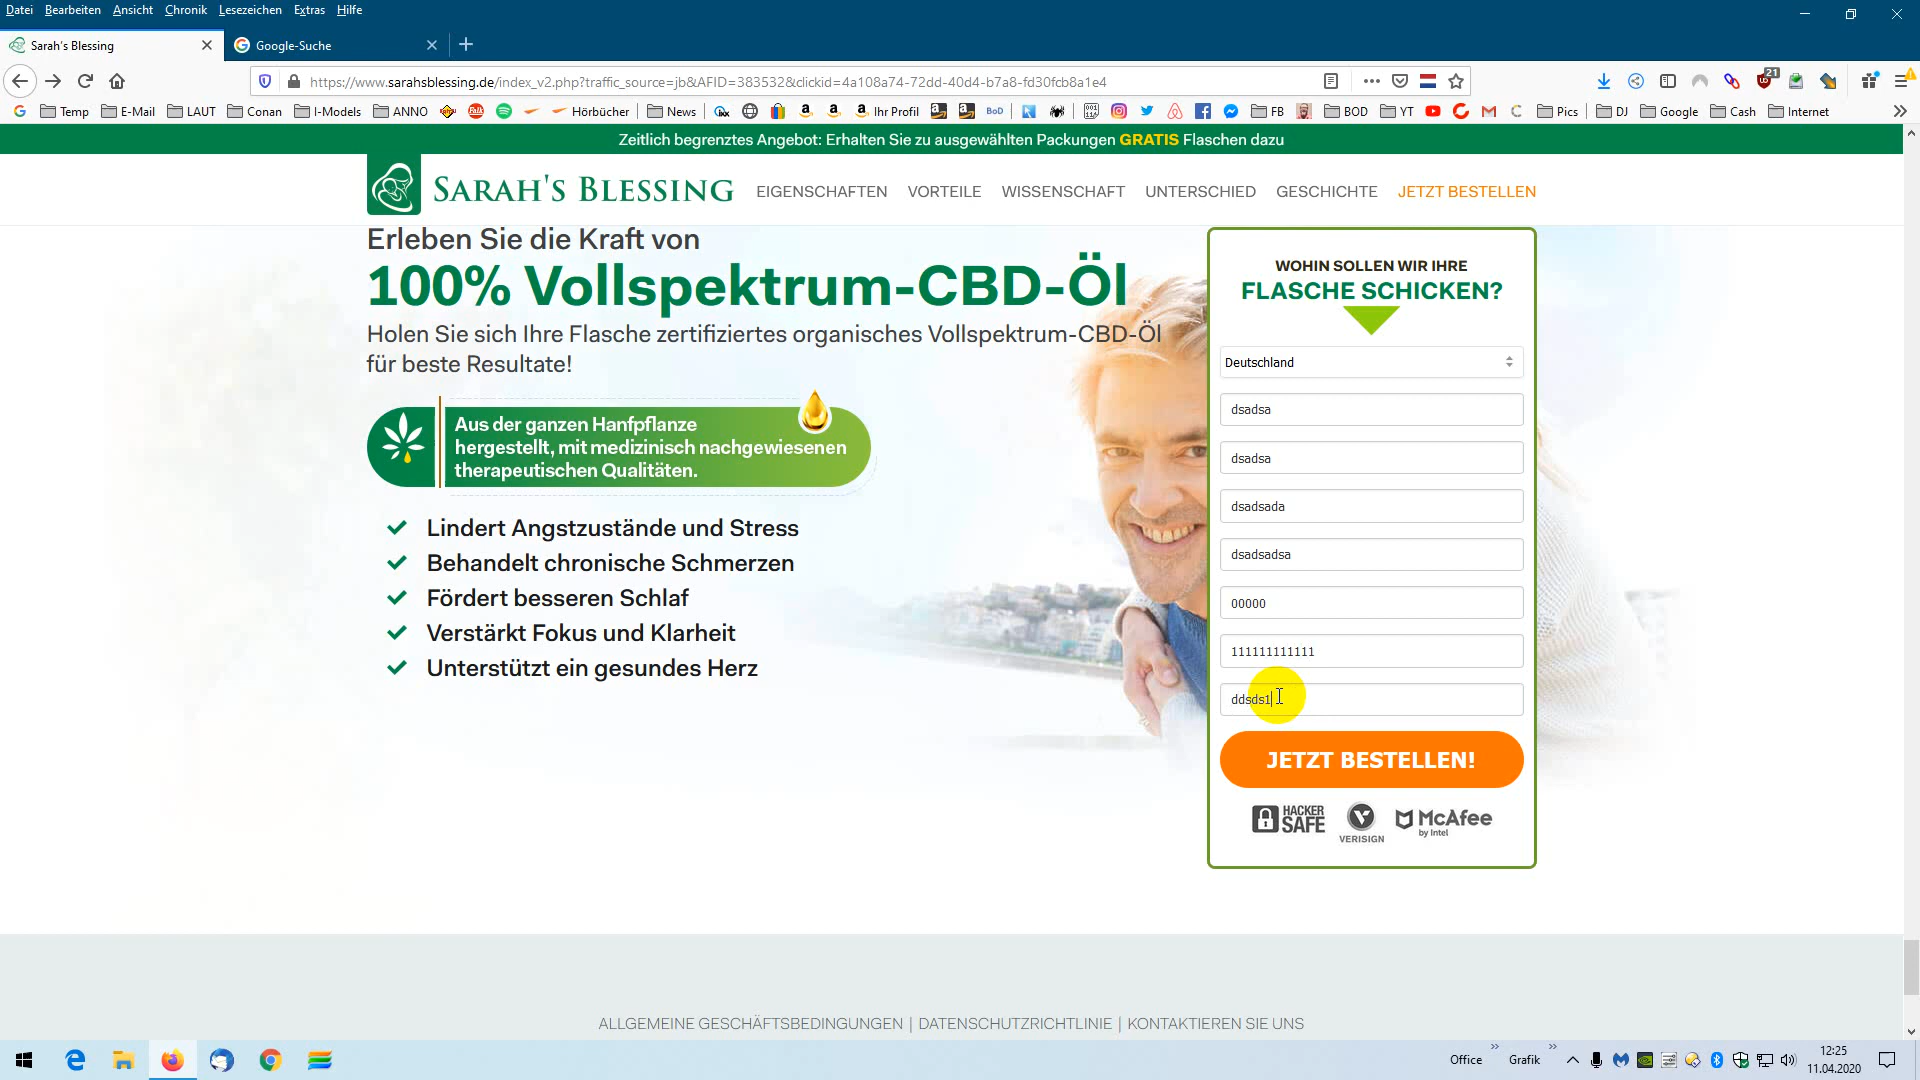 Datei Bearbeiten Ansicht Chronik Lesezeichen Extras Hilfe
Sarah's Blessing
Google-Suche
https://www.sarahsblessing.de/index_v2.php?traffic_source=jb&AFID=383532&clickid=4a108a74-72dd-40d4-b7a8-fd30fcb8a1e4
21
Temp E-Mail LAUT Conan I-Models ANNO Hörbücher News Ihr Profil BoD FB BOD YT Pics DJ Google Cash Internet
Zeitlich begrenztes Angebot: Erhalten Sie zu ausgewählten Packungen GRATIS Flaschen dazu
SARAH'S BLESSING
EIGENSCHAFTEN VORTEILE WISSENSCHAFT UNTERSCHIED GESCHICHTE JETZT BESTELLEN
Erleben Sie die Kraft von
100% Vollspektrum-CBD-Öl
Holen Sie sich Ihre Flasche zertifiziertes organisches Vollspektrum-CBD-Öl
für beste Resultate!
Aus der ganzen Hanfpflanze
hergestellt, mit medizinisch nachgewiesenen
therapeutischen Qualitäten.
Lindert Angstzustände und Stress
Behandelt chronische Schmerzen
Fördert besseren Schlaf
Verstärkt Fokus und Klarheit
Unterstützt ein gesundes Herz
WOHIN SOLLEN WIR IHRE
FLASCHE SCHICKEN?
Deutschland
dsadsa
dsadsa
dsadsada
dsadsadsa
00000
111111111111
ddsds1
JETZT BESTELLEN!
HACKER
SAFE
VERISIGN
McAfee
by Intel
ALLGEMEINE GESCHÄFTSBEDINGUNGEN | DATENSCHUTZRICHTLINIE | KONTAKTIEREN SIE UNS
Office
Grafik
12:25
11.04.2020